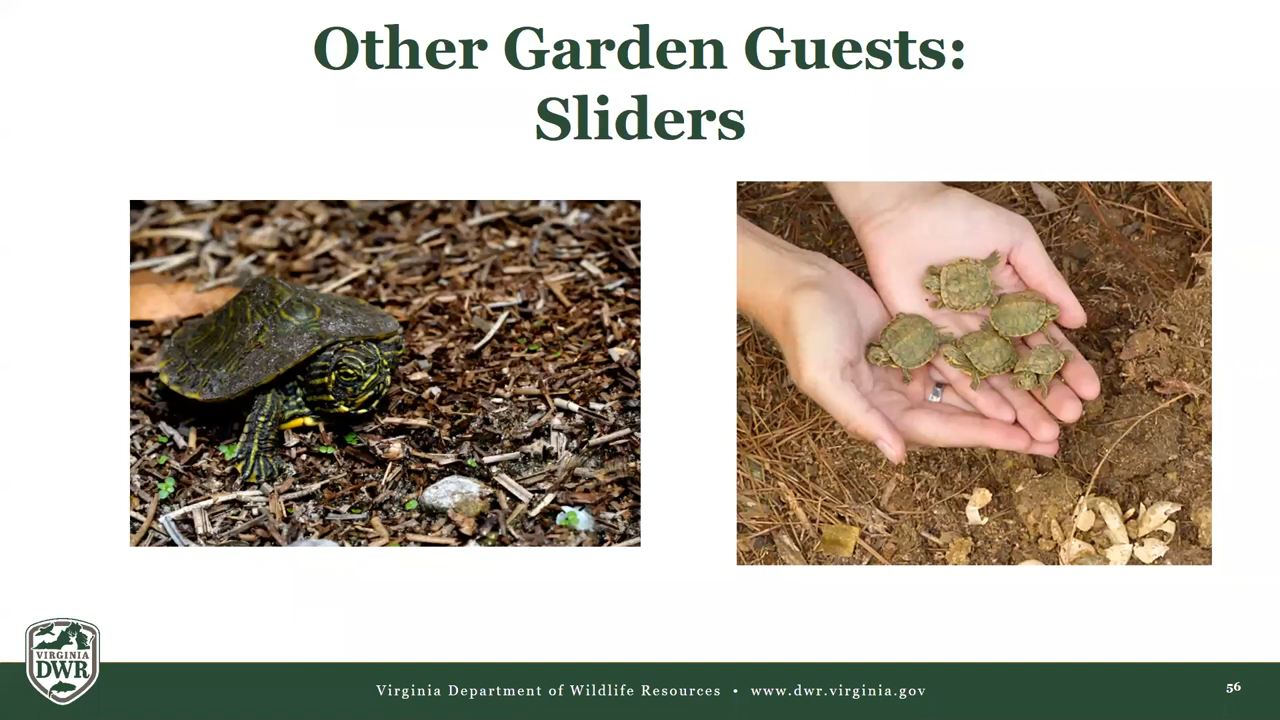 Other Garden Guests:
Sliders
VIRGINIA
DWR
Virginia Department of Wildlife Resources • www.dwr.virginia.gov
56